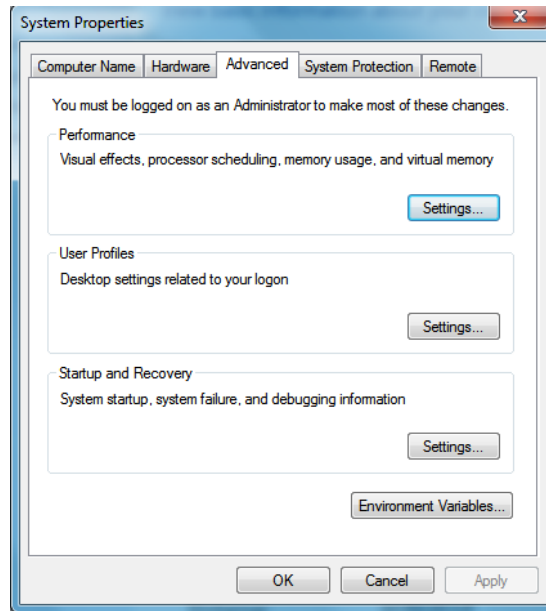 System Properties
Computer Name Hardware Advanced System Protection Remote
You must be logged on as an Administrator to make most of these changes.
Performance
Visual effects, processor scheduling, memory usage, and virtual memory
Settings...
User Profiles
Desktop settings related to your logon
Settings...
Startup and Recovery
System startup, system failure, and debugging information
Settings...
Environment Variables...
OK Cancel Apply